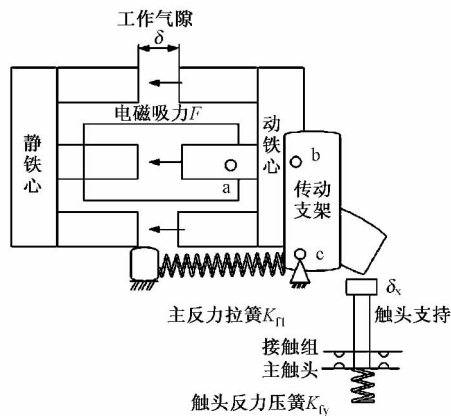 工作气隙
δ
电磁吸力F
静铁心
动铁心
a
b
传动
支架
c
δx
主反力拉簧Kf1
触头支持
接触组
主触头
触头反力压簧Kfy